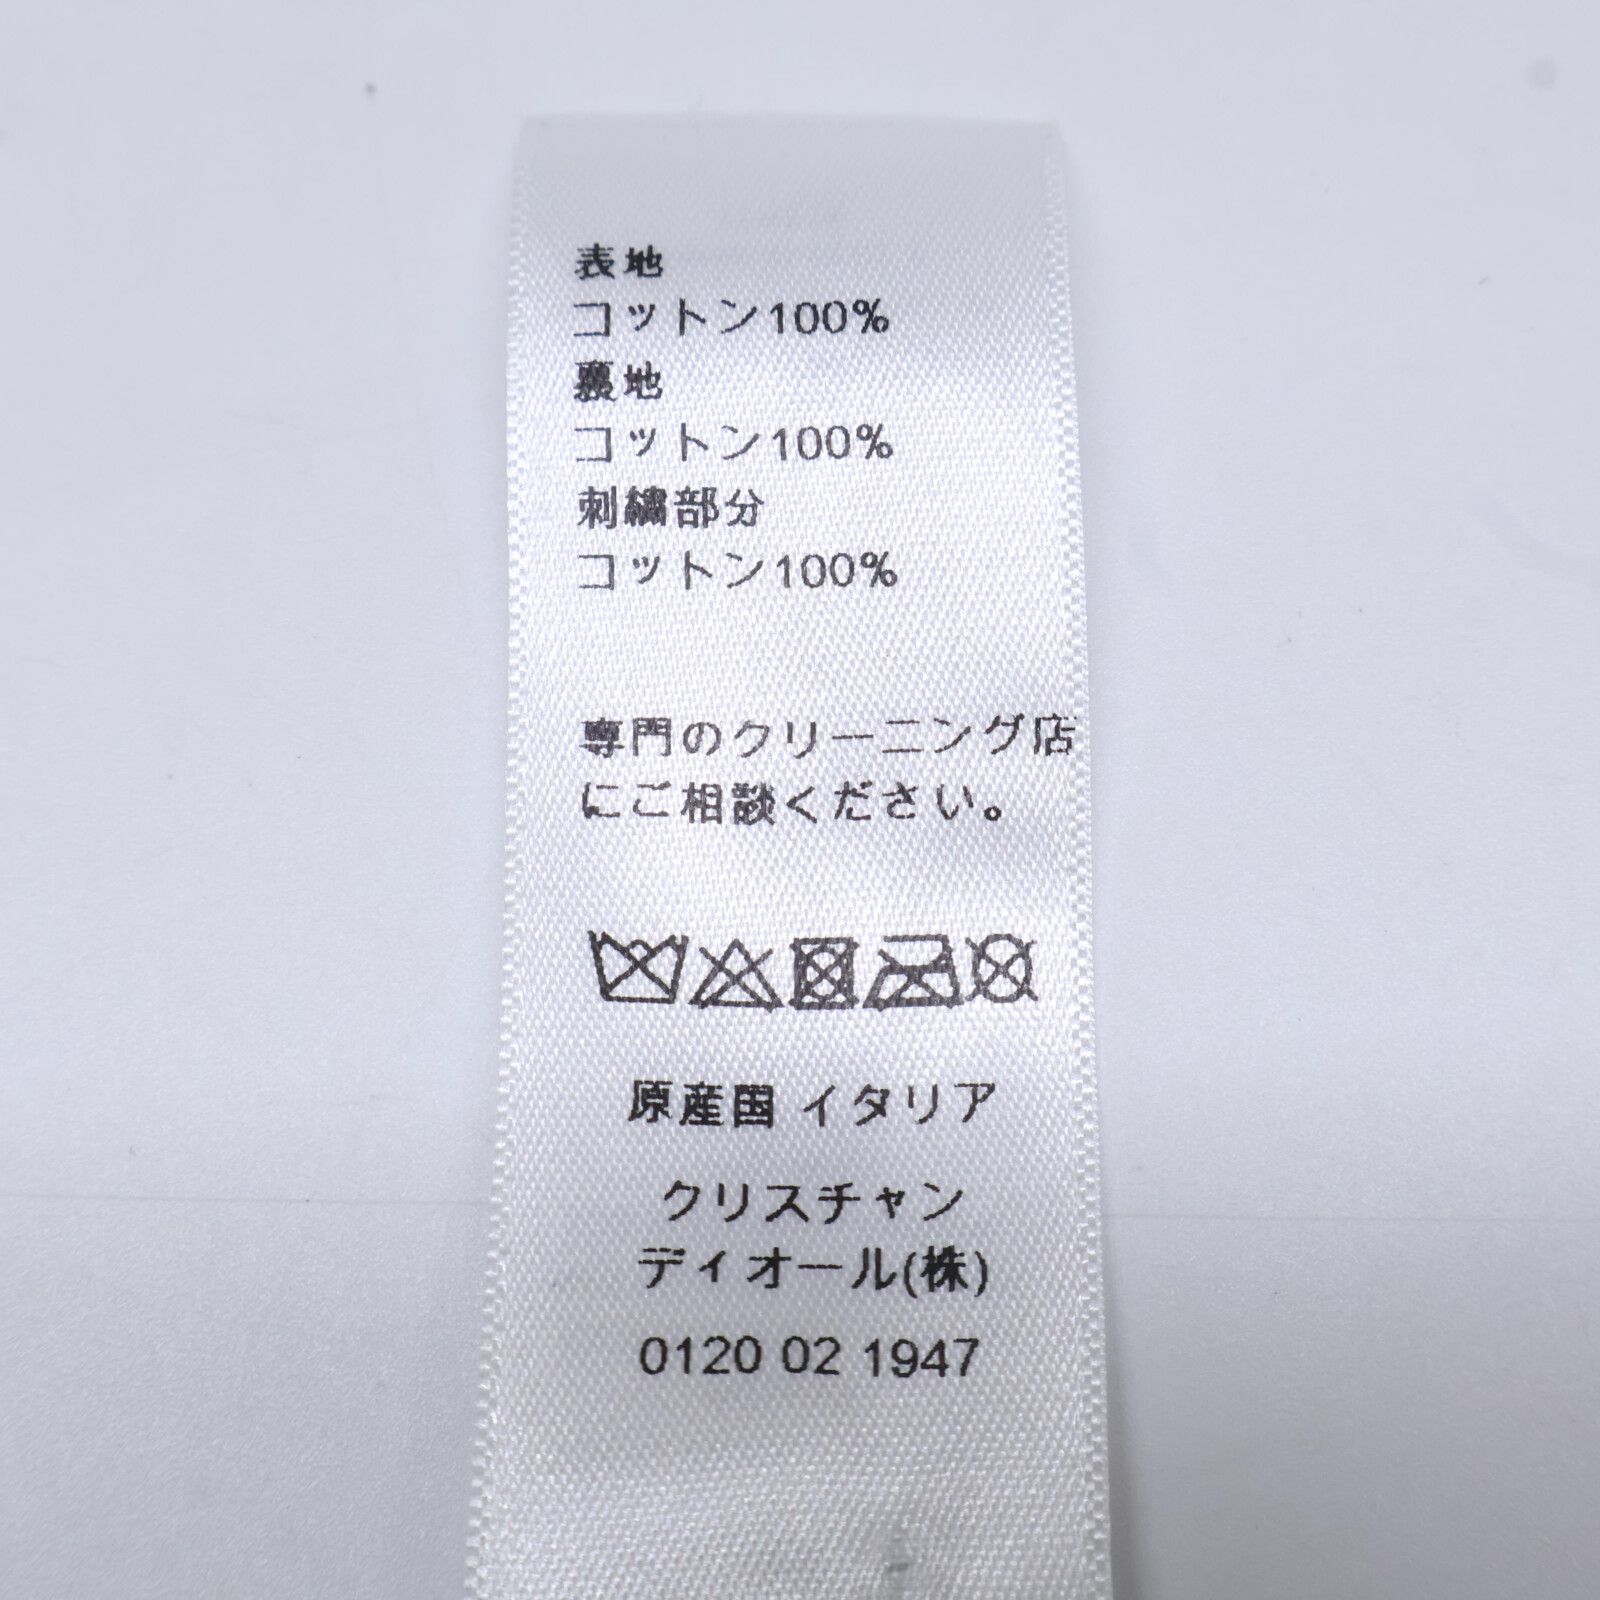 表地
コットン100%
裏地
コットン100%
刺繍部分
コットン100%
専門のクリーニング店
にご相談ください。
原産国 イタリア
クリスチャン
ディオール(株)
0120 02 1947